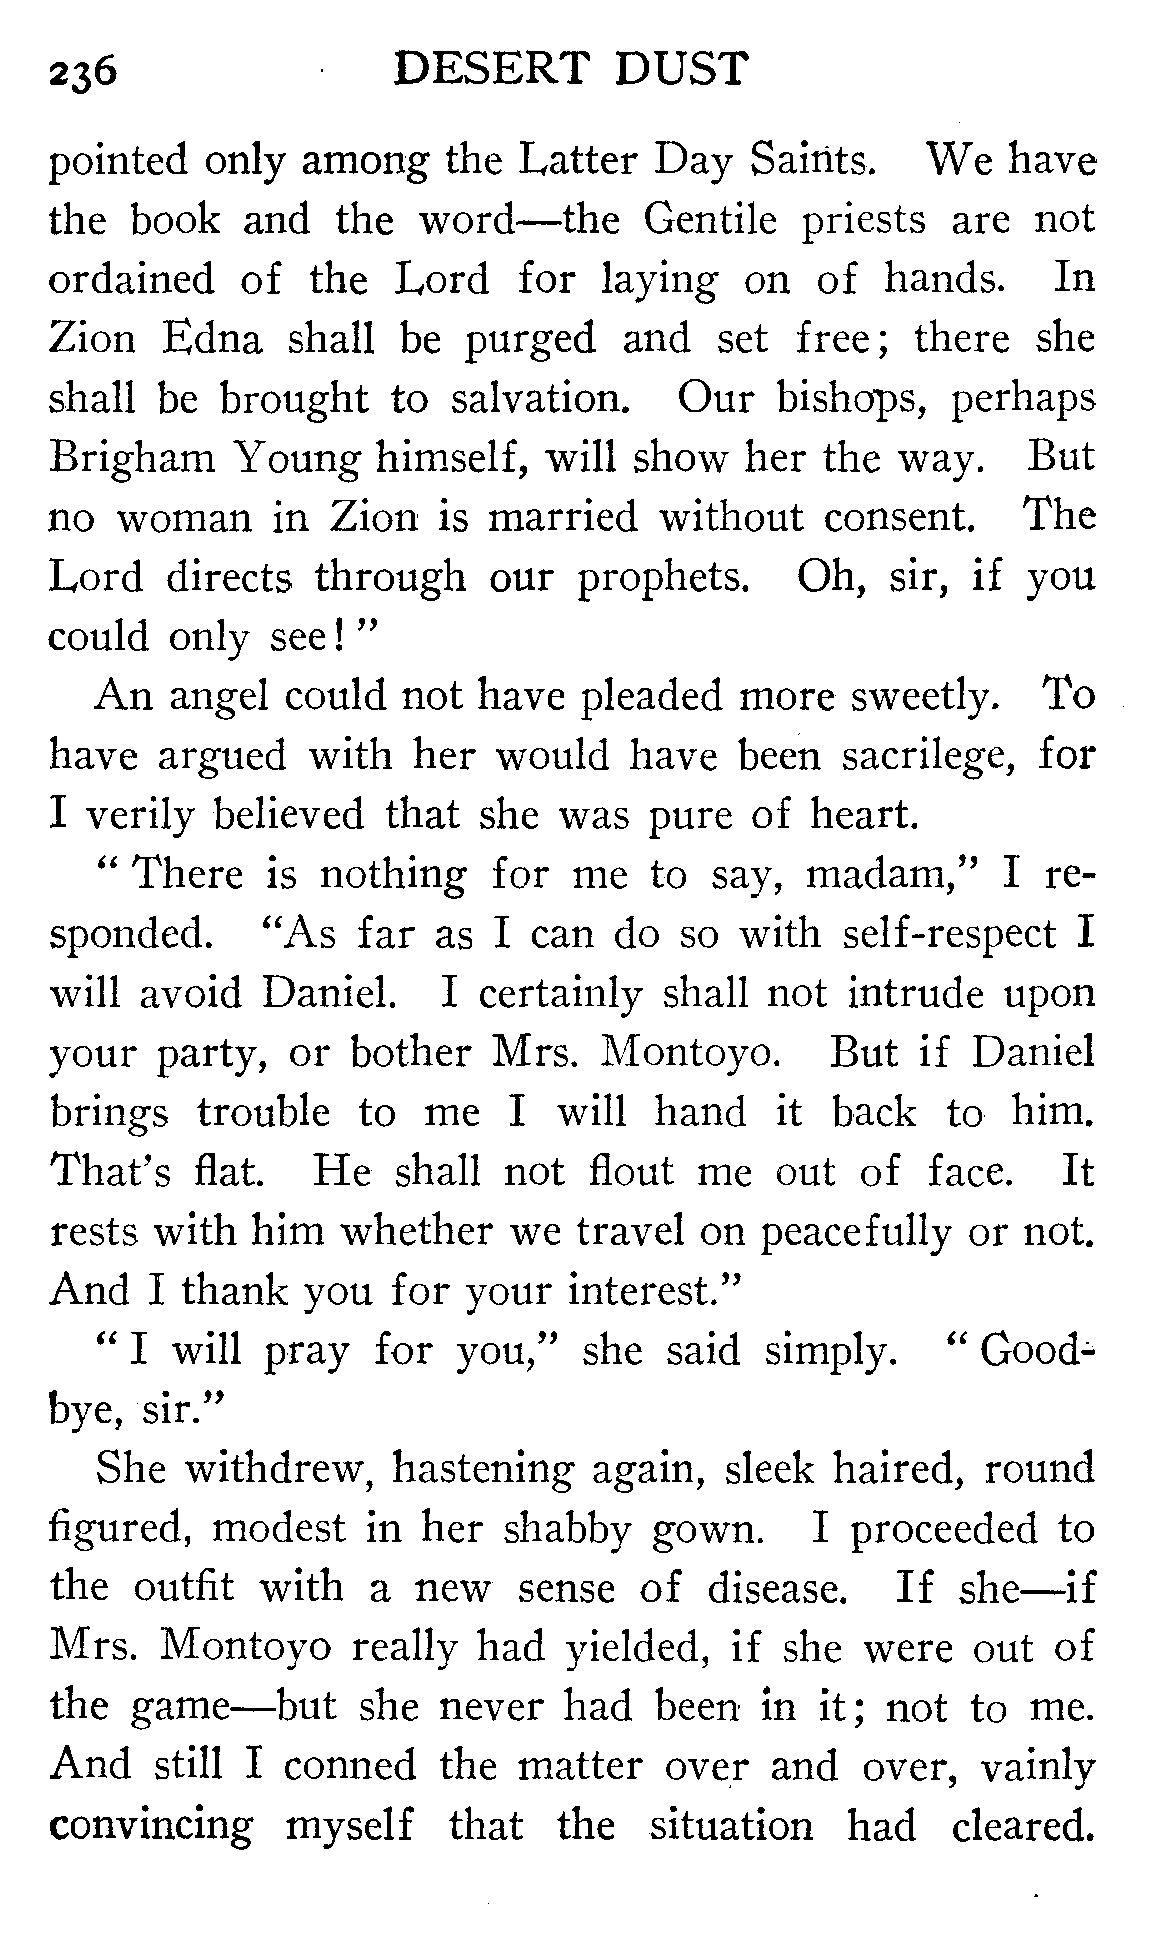 236 DESERT DUST
pointed only among the Latter Day Saints. We have
the book and the word—the Gentile priests are not
ordained of the Lord for laying on of hands. In
Zion Edna shall be purged and set free; there she
shall be brought to salvation. Our bishops, perhaps
Brigham Young himself, will show her the way. But
no woman in Zion is married without consent. The
Lord directs through our prophets. Oh, sir, if you
could only see!"
An angel could not have pleaded more sweetly. To
have argued with her would have been sacrilege, for
I verily believed that she was pure of heart.
"There is nothing for me to say, madam," I re-
sponded. "As far as I can do so with self-respect I
will avoid Daniel. I certainly shall not intrude upon
your party, or bother Mrs. Montoyo. But if Daniel
brings trouble to me I will hand it back to him.
That's flat. He shall not flout me out of face. It
rests with him whether we travel on peacefully or not.
And I thank you for your interest."
"I will pray for you," she said simply. "Good-
bye, sir."
She withdrew, hastening again, sleek haired, round
figured, modest in her shabby gown. I proceeded to
the outfit with a new sense of disease. If she—if
Mrs. Montoyo really had yielded, if she were out of
the game—but she never had been in it; not to me.
And still I conned the matter over and over, vainly
convincing myself that the situation had cleared.